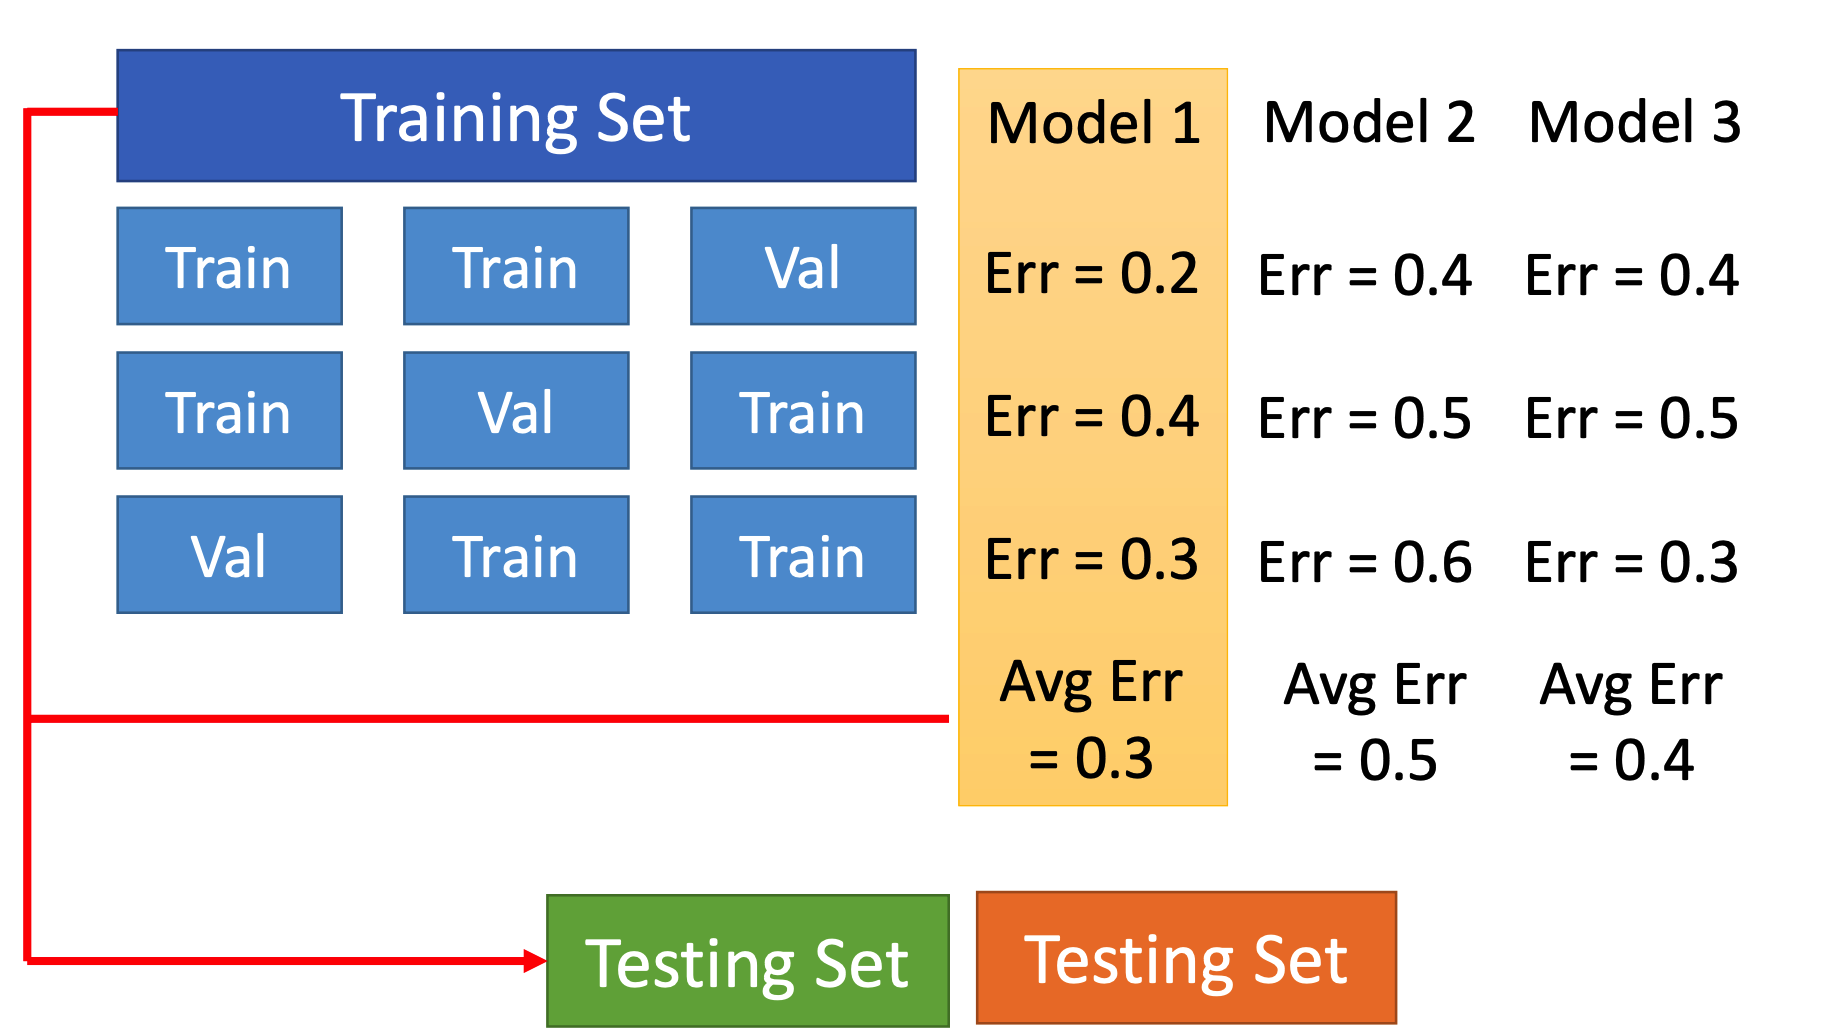 Training Set
Model 1 Model 2 Model 3
Train Train Val Err = 0.2 Err = 0.4 Err = 0.4
Train Val Train Err = 0.4 Err = 0.5 Err = 0.5
Val Train Train Err = 0.3 Err = 0.6 Err = 0.3
Avg Err Avg Err Avg Err
= 0.3 = 0.5 = 0.4
Testing Set Testing Set